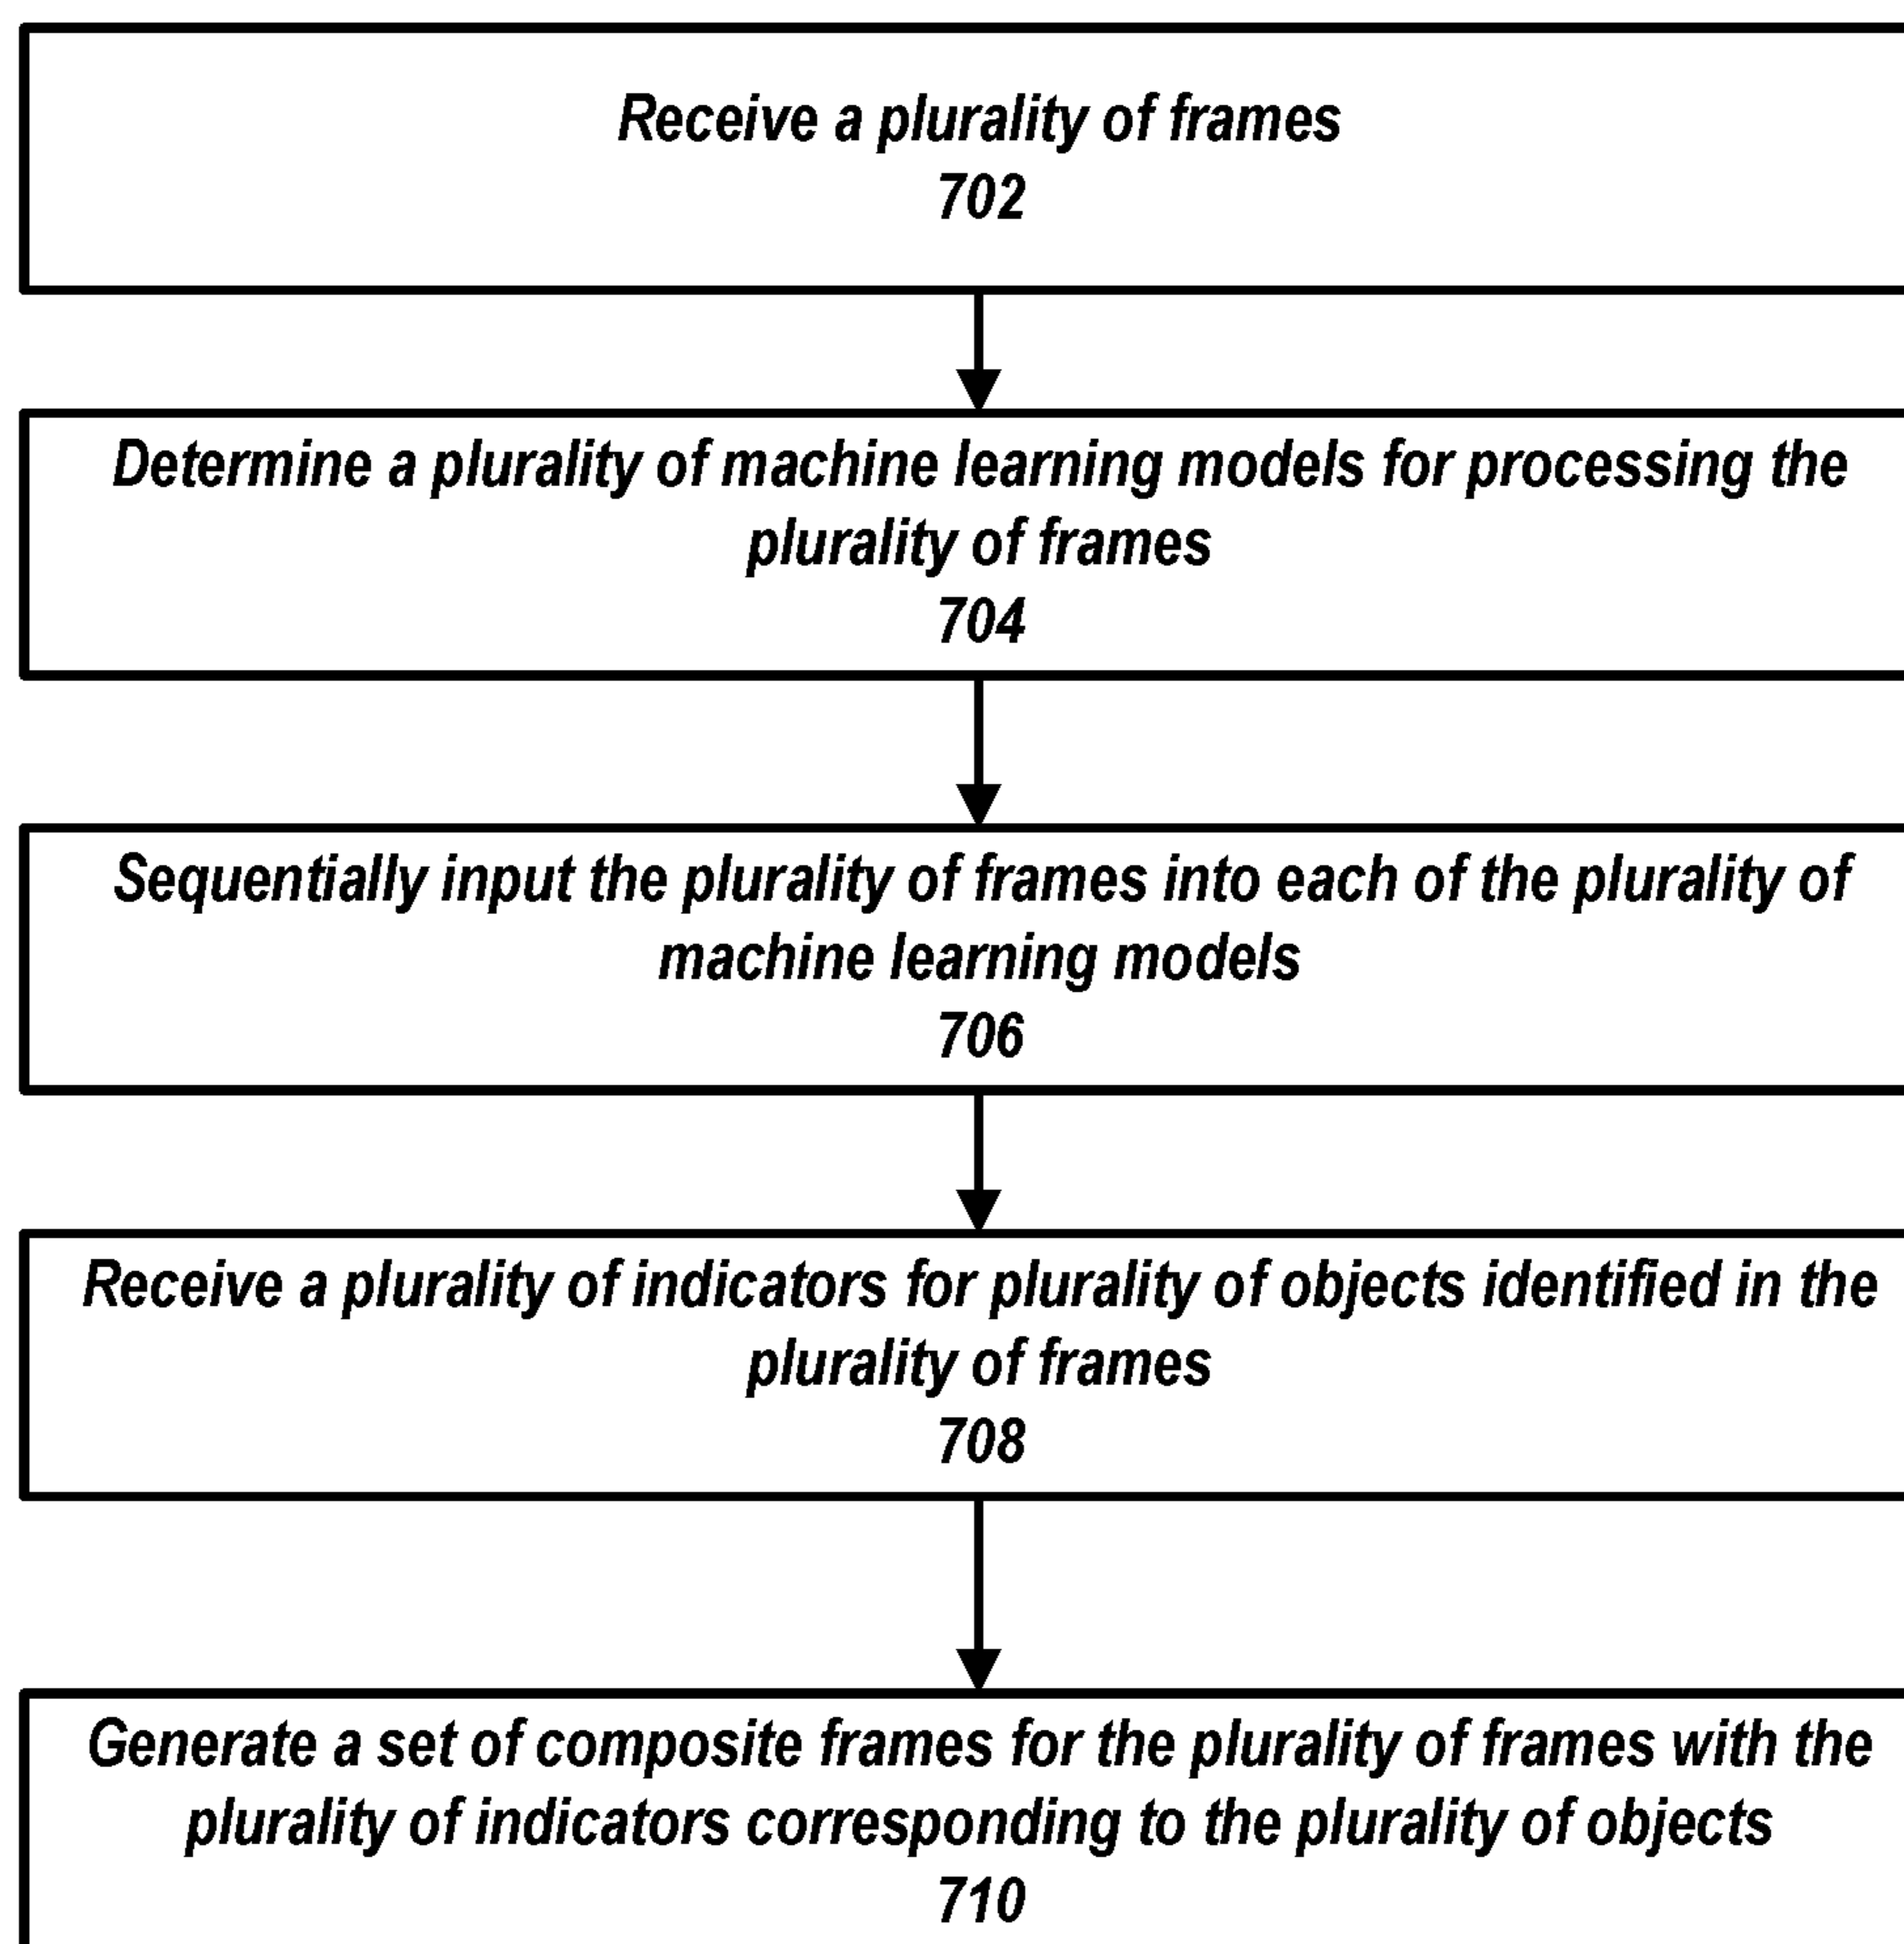 Receive a plurality of frames
702
Determine a plurality of machine learning models for processing the
plurality of frames
704
Sequentially input the plurality of frames into each of the plurality of
machine learning models
706
Receive a plurality of indicators for plurality of objects identified in the
plurality of frames
708
Generate a set of composite frames for the plurality of frames with the
plurality of indicators corresponding to the plurality of objects
710